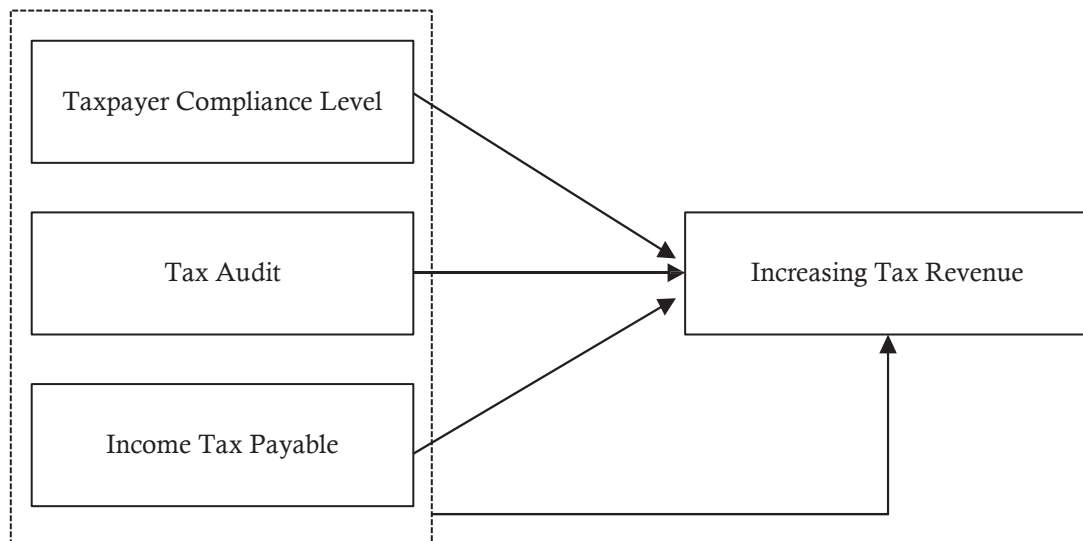 Taxpayer Compliance Level
Tax Audit
Increasing Tax Revenue
Income Tax Payable